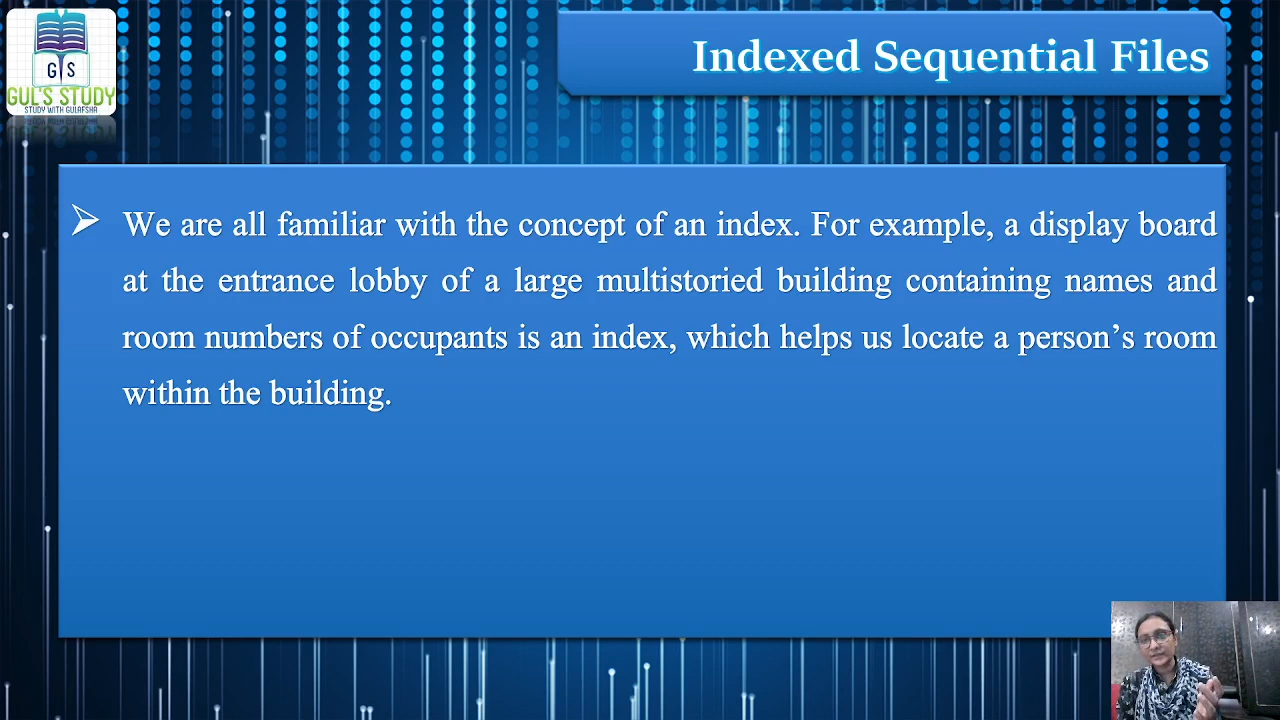 GS
GUL'S STUDY
STUDY WITH GULAFSHA
Indexed Sequential Files
We are all familiar with the concept of an index. For example, a display board
at the entrance lobby of a large multistoried building containing names and
room numbers of occupants is an index, which helps us locate a person’s room
within the building.